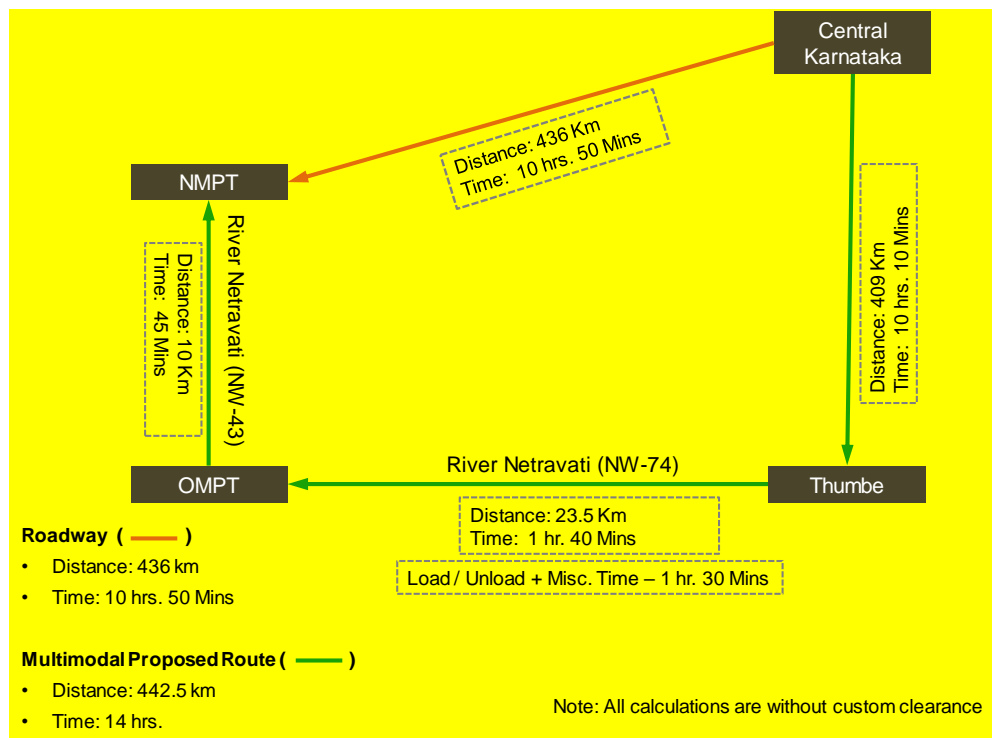 Central
Karnataka
Distance: 436 Km
Time: 10 hrs. 50 Mins
NMPT
River Netravati (NW-43)
Distance: 10 Km
Time: 45 Mins
Distance: 409 Km
Time: 10 hrs. 10 Mins
River Netravati (NW-74)
OMPT
Thumbe
Distance: 23.5 Km
Time: 1 hr. 40 Mins
Load / Unload + Misc. Time – 1 hr. 30 Mins
Roadway ( )
• Distance: 436 km
• Time: 10 hrs. 50 Mins
Multimodal Proposed Route ( )
• Distance: 442.5 km
• Time: 14 hrs.
Note: All calculations are without custom clearance